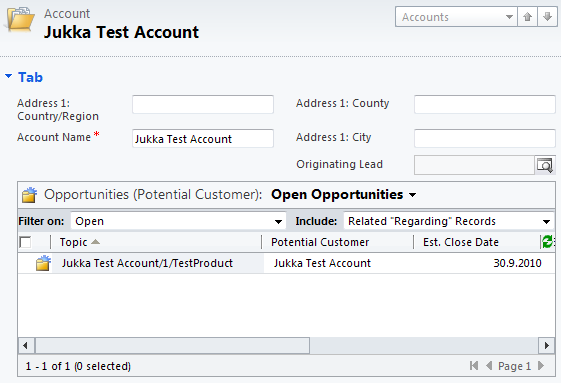 Account
Accounts
Jukka Test Account
Tab
Address 1: Country/Region
Address 1: County
Account Name *
Jukka Test Account
Address 1: City
Originating Lead
Opportunities (Potential Customer): Open Opportunities
Filter on: Open
Include: Related "Regarding" Records
Topic
Potential Customer
Est. Close Date
Jukka Test Account/1/TestProduct
Jukka Test Account
30.9.2010
1 - 1 of 1 (0 selected)
Page 1